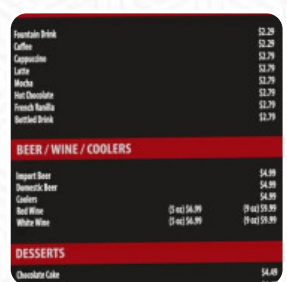 Fountain Drink $2.29
Coffee $2.29
Cappuccino $2.79
Latte $2.79
Mocha $2.79
Hot Chocolate $2.79
French Vanilla $2.79
Bottled Drink $2.79
BEER / WINE / COOLERS
Import Beer $4.99
Domestic Beer $4.99
Coolers $4.99
Red Wine (5 oz) $6.99 (9 oz) $9.99
White Wine (5 oz) $6.99 (9 oz) $9.99
DESSERTS
Chocolate Cake $4.49